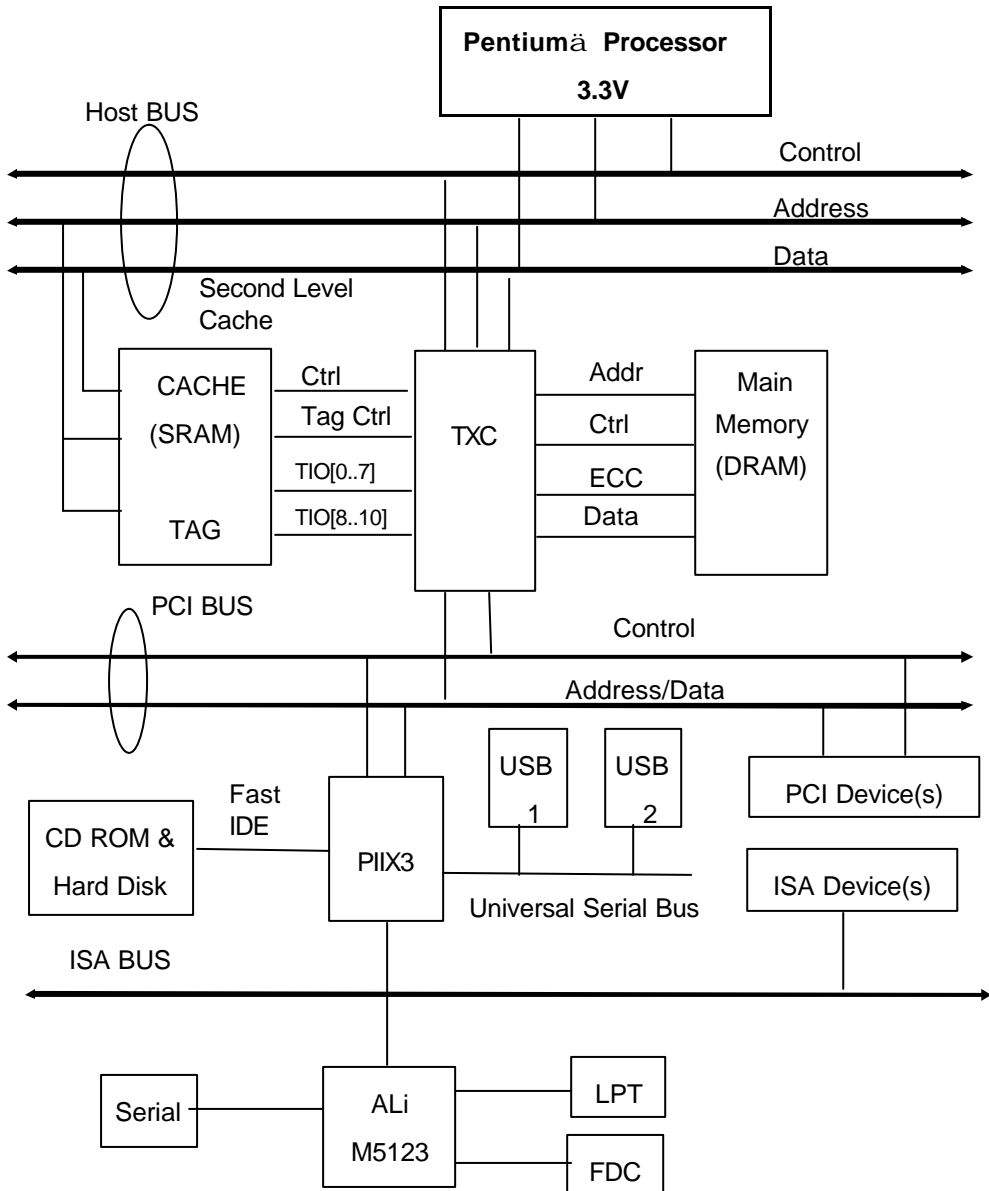 Pentiumä Processor
3.3V
Host BUS
Control
Address
Data
Second Level
Cache
CACHE
(SRAM)
TAG
Ctrl
Tag Ctrl
TIO[0..7]
TIO[8..10]
TXC
Addr
Ctrl
ECC
Data
Main
Memory
(DRAM)
PCI BUS
Control
Address/Data
USB
1
USB
2
PCI Device(s)
CD ROM &
Hard Disk
Fast
IDE
PIIX3
Universal Serial Bus
ISA Device(s)
ISA BUS
Serial
ALi
M5123
LPT
FDC